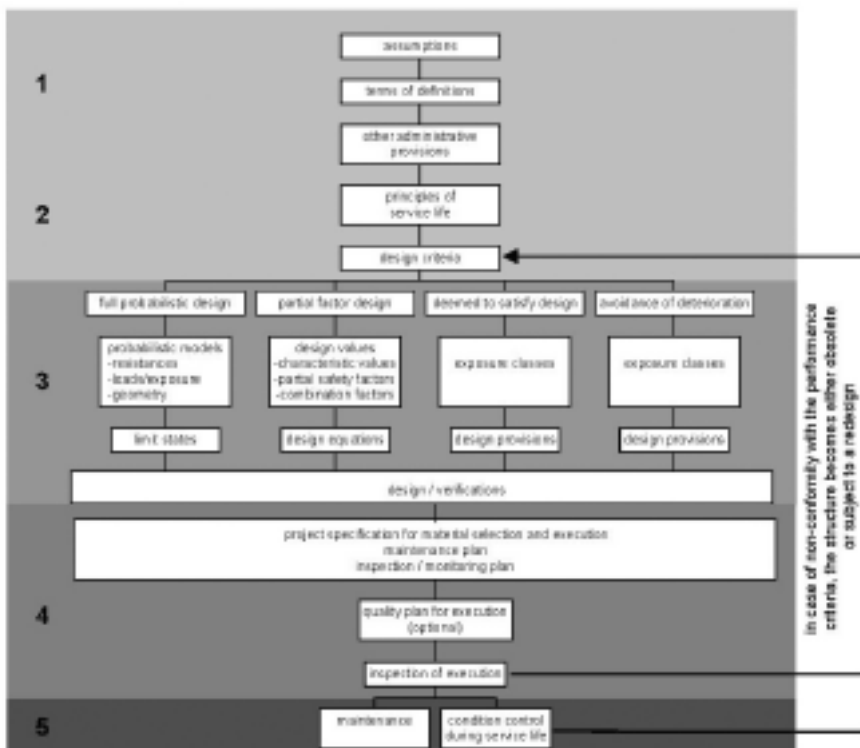 1
assumptions
terms of definitions
other administrative
provisions
2
principles of
service life
design criteria
3
full probabilistic design
partial factor design
deemed to satisfy design
avoidance of deterioration
probabilistic models
-resistances
-loads/exposure
-geometry
design values
-characteristic values
-partial safety factors
-combination factors
exposure classes
exposure classes
limit states
design equations
design provisions
design provisions
design / verifications
4
project specification for material selection and execution
maintenance plan
inspection / monitoring plan
quality plan for execution
(optional)
inspection of execution
5
maintenance
condition control
during service life
in case of non-conformity with the performance
criteria, the structure becomes either obsolete
or subject to a redesign